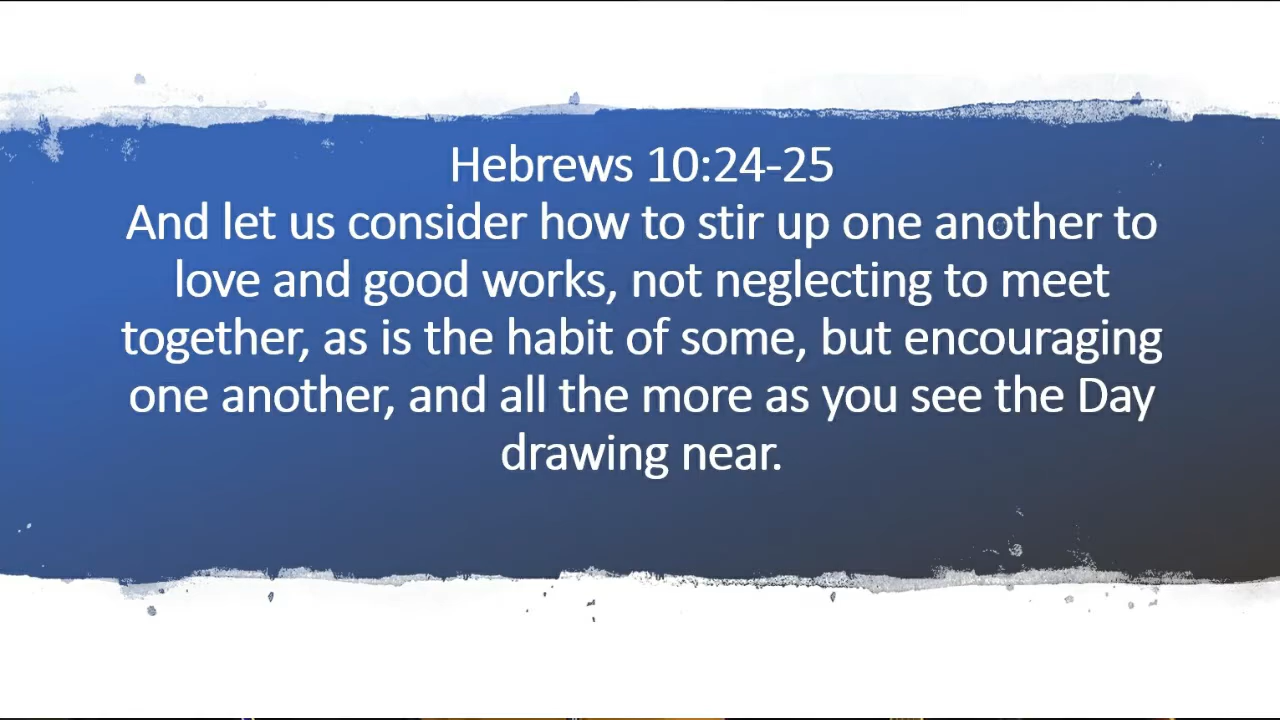 Hebrews 10:24-25
And let us consider how to stir up one another to
love and good works, not neglecting to meet
together, as is the habit of some, but encouraging
one another, and all the more as you see the Day
drawing near.